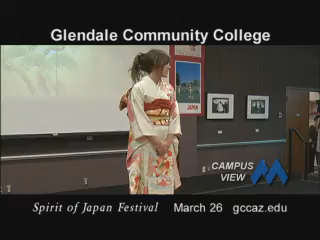 Glendale Community College
JAPAN
CAMPUS
VIEW
Spirit of Japan Festival March 26 gccaz.edu